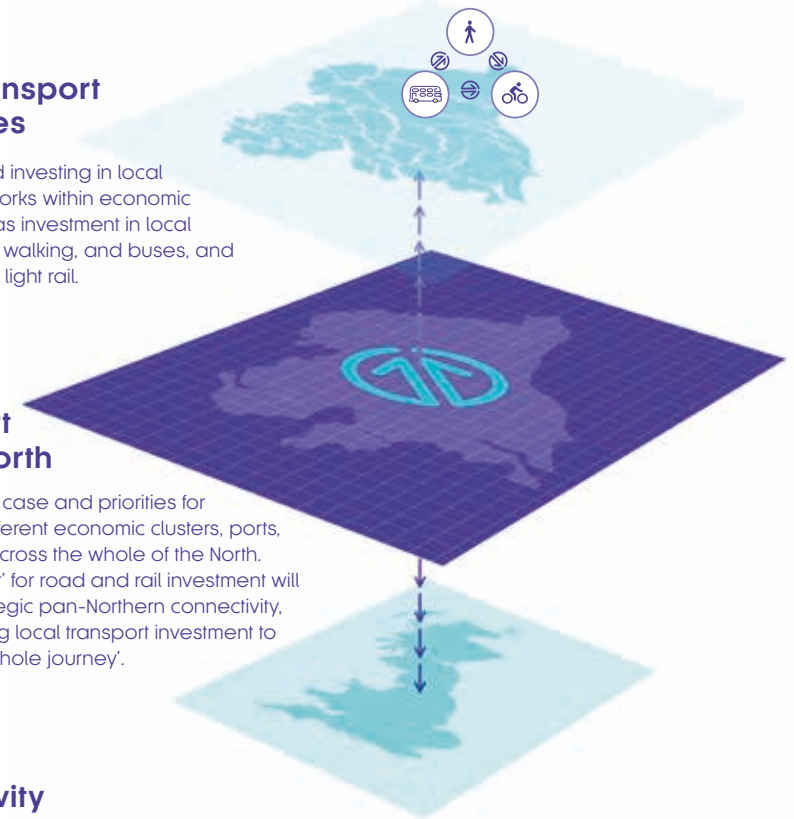 nsport
es
d investing in local
orks within economic
as investment in local
walking, and buses, and
light rail.
t
orth
case and priorities for
ferent economic clusters, ports,
cross the whole of the North.
' for road and rail investment will
egic pan-Northern connectivity,
g local transport investment to
hole journey'.
vity